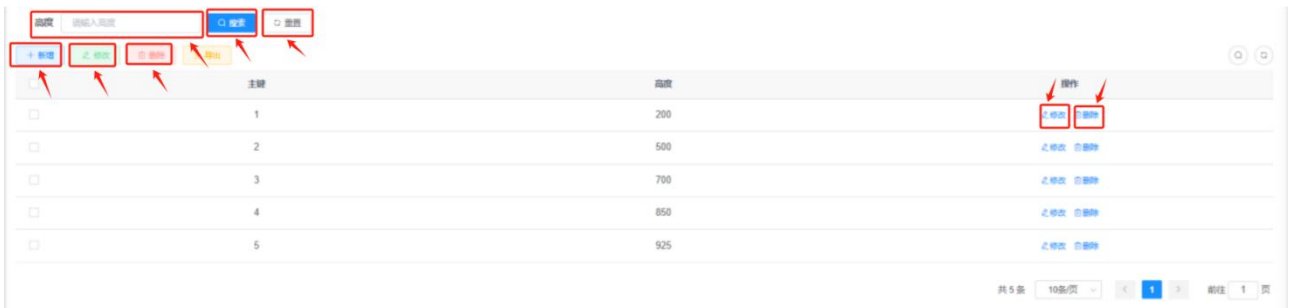 高度 请输入高度 搜索 重置
新增 修改 删除 导出
主键 高度 操作
1 200 修改 删除
2 500 修改 删除
3 700 修改 删除
4 850 修改 删除
5 925 修改 删除
共 5 条 10条/页 1 前往 1 页